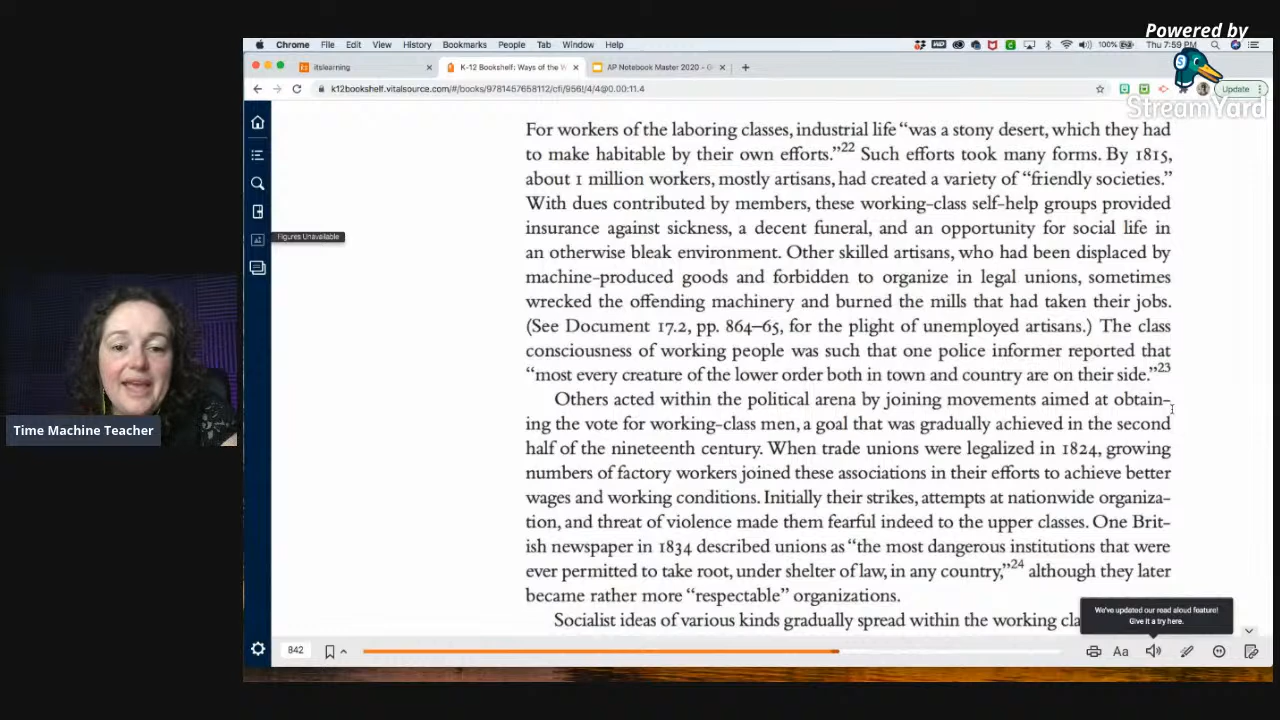 Powered by
StreamYard
Chrome File Edit View History Bookmarks People Tab Window Help
100% Thu 7:59 PM
itslearning
K-12 Bookshelf: Ways of the W
AP Notebook Master 2020 - G
k12bookshelf.vitalsource.com/#/books/9781457658112/cfi/956!/4/4@0.00:11.4
Update
For workers of the laboring classes, industrial life “was a stony desert, which they had
to make habitable by their own efforts.”22 Such efforts took many forms. By 1815,
about 1 million workers, mostly artisans, had created a variety of “friendly societies.”
With dues contributed by members, these working-class self-help groups provided
Figures Unavailable
insurance against sickness, a decent funeral, and an opportunity for social life in
an otherwise bleak environment. Other skilled artisans, who had been displaced by
machine-produced goods and forbidden to organize in legal unions, sometimes
wrecked the offending machinery and burned the mills that had taken their jobs.
(See Document 17.2, pp. 864–65, for the plight of unemployed artisans.) The class
consciousness of working people was such that one police informer reported that
“most every creature of the lower order both in town and country are on their side.”23
Others acted within the political arena by joining movements aimed at obtain-
ing the vote for working-class men, a goal that was gradually achieved in the second
half of the nineteenth century. When trade unions were legalized in 1824, growing
numbers of factory workers joined these associations in their efforts to achieve better
wages and working conditions. Initially their strikes, attempts at nationwide organiza-
tion, and threat of violence made them fearful indeed to the upper classes. One Brit-
ish newspaper in 1834 described unions as “the most dangerous institutions that were
ever permitted to take root, under shelter of law, in any country,”24 although they later
became rather more “respectable” organizations.
Socialist ideas of various kinds gradually spread within the working cla
We've updated our read aloud feature!
Give it a try here.
842
Aa
Time Machine Teacher